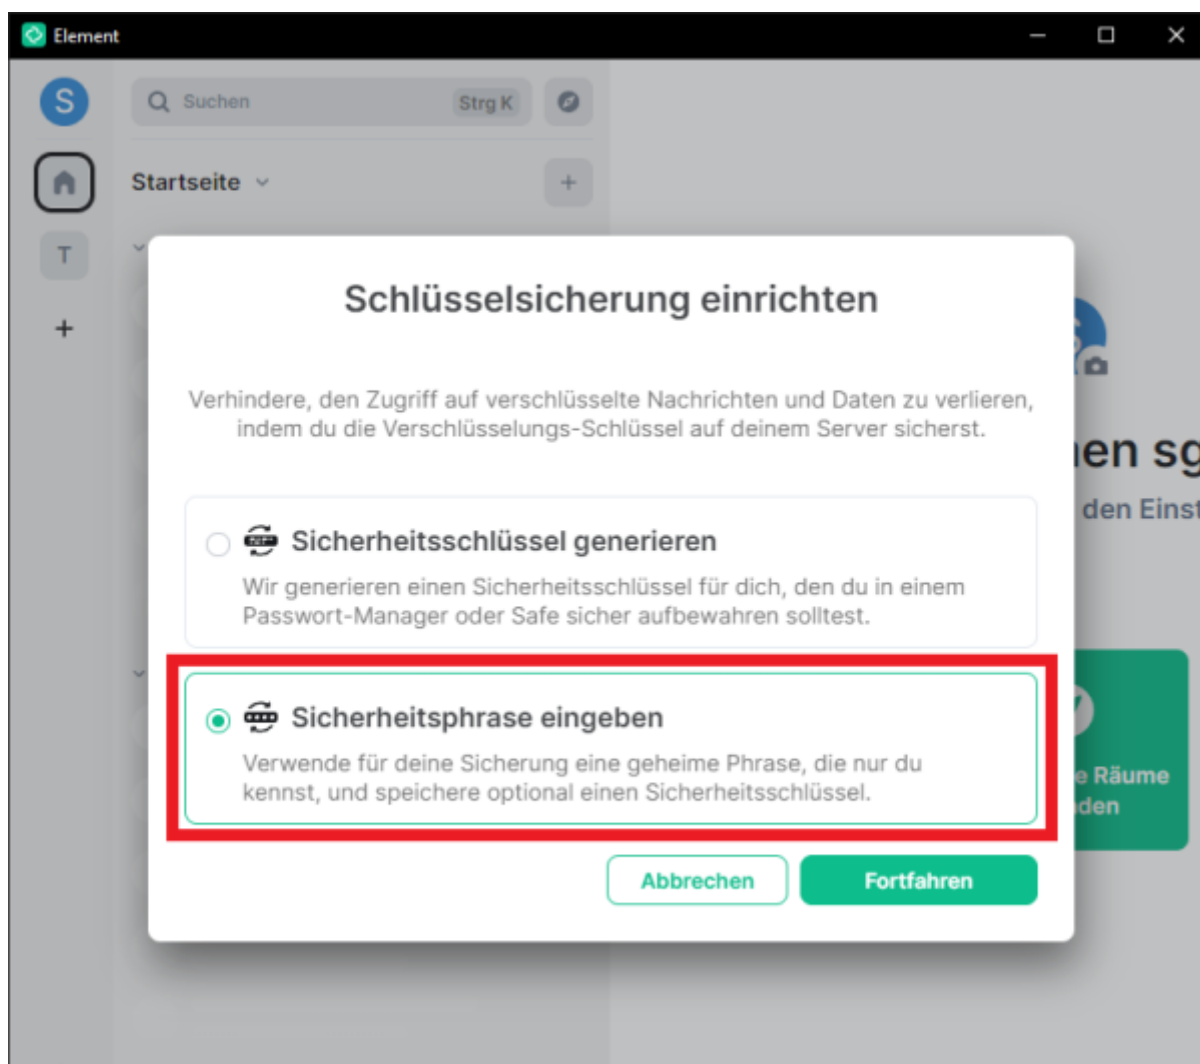 Element
S
Suchen
Strg K
Startseite
T
Schlüsselsicherung einrichten
Verhindere, den Zugriff auf verschlüsselte Nachrichten und Daten zu verlieren,
indem du die Verschlüsselungs-Schlüssel auf deinem Server sicherst.
en sg
den Einst
Sicherheitsschlüssel generieren
Wir generieren einen Sicherheitsschlüssel für dich, den du in einem
Passwort-Manager oder Safe sicher aufbewahren solltest.
Sicherheitsphrase eingeben
Verwende für deine Sicherung eine geheime Phrase, die nur du
kennst, und speichere optional einen Sicherheitsschlüssel.
e Räume
den
Abbrechen
Fortfahren